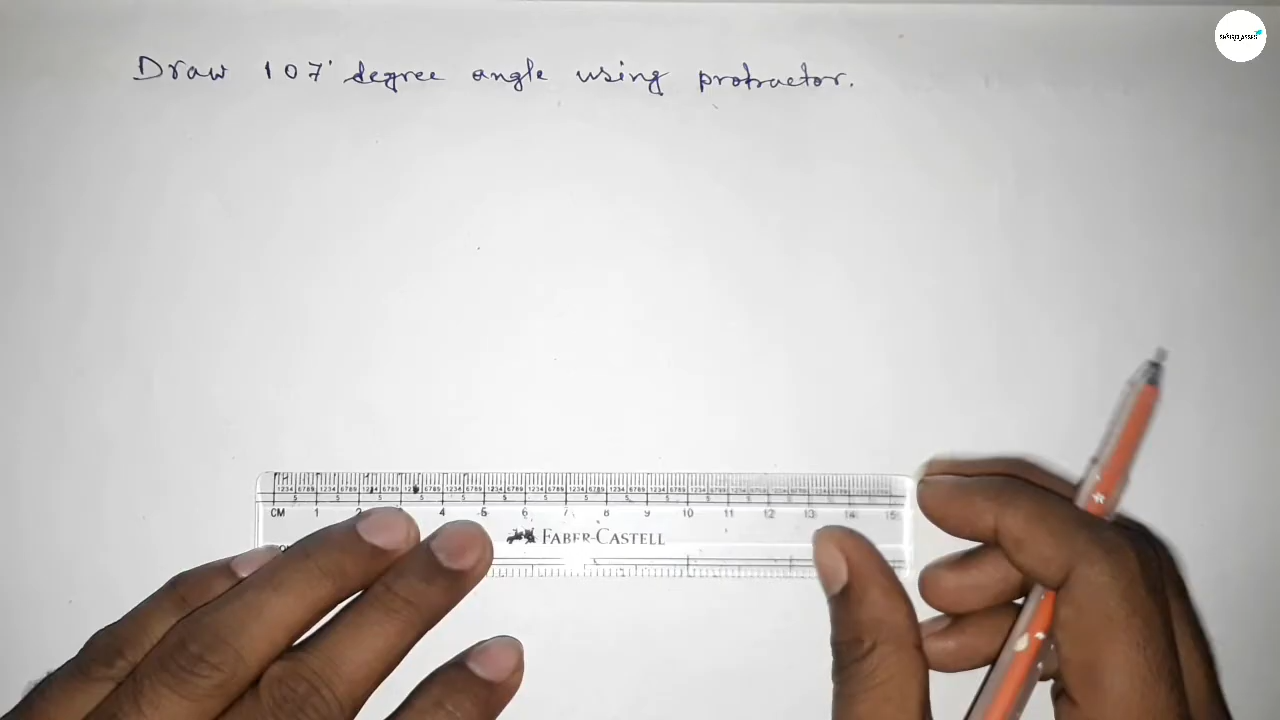 Draw 107° degree angle using protractor.
CM 1 2 4 5 6 7 8 9 10 11 12 13 14 15
FABER-CASTELL